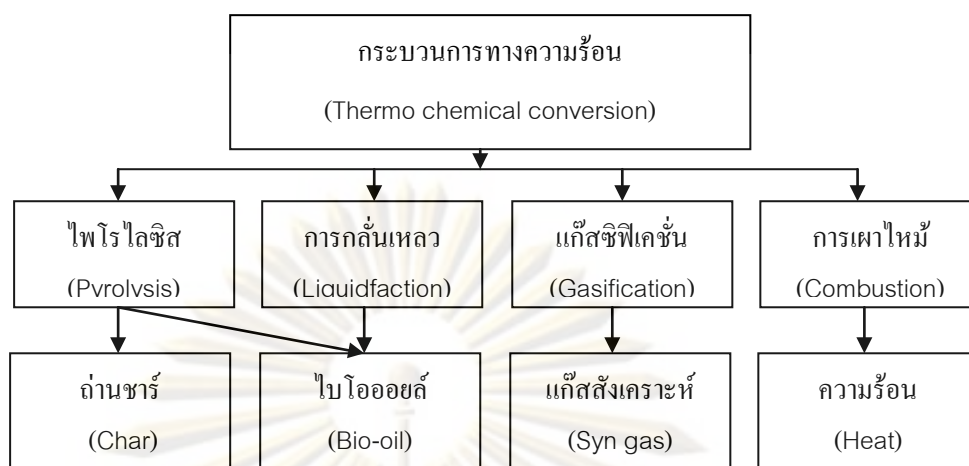 กระบวนการทางความร้อน
(Thermo chemical conversion)
ไพโรไลซิส
(Pyrolysis)
การกลั่นเหลว
(Liquidfaction)
แก๊สซิฟิเคชั่น
(Gasification)
การเผาไหม้
(Combustion)
ถ่านชาร์
(Char)
ไบโอออยล์
(Bio-oil)
แก๊สสังเคราะห์
(Syn gas)
ความร้อน
(Heat)